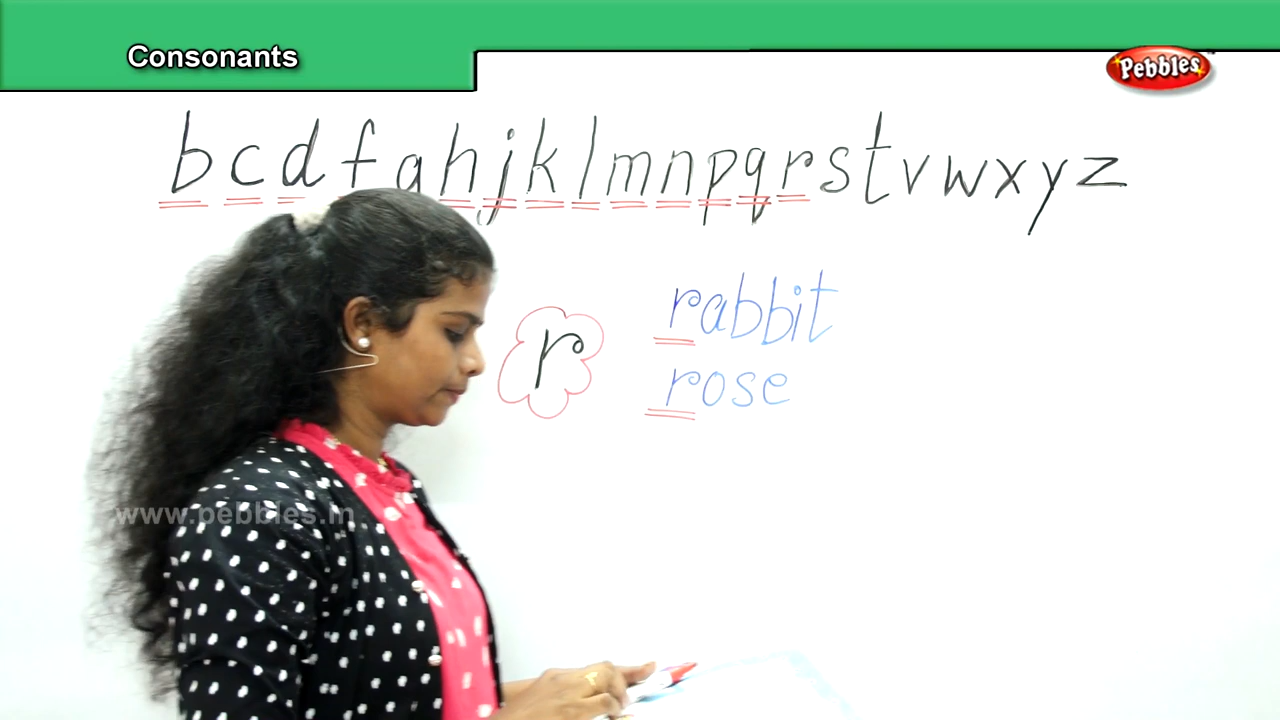 Consonants
Pebbles
b c d f g h j k l m n p q r s t v w x y z
r
rabbit
rose
www.pebbles.in